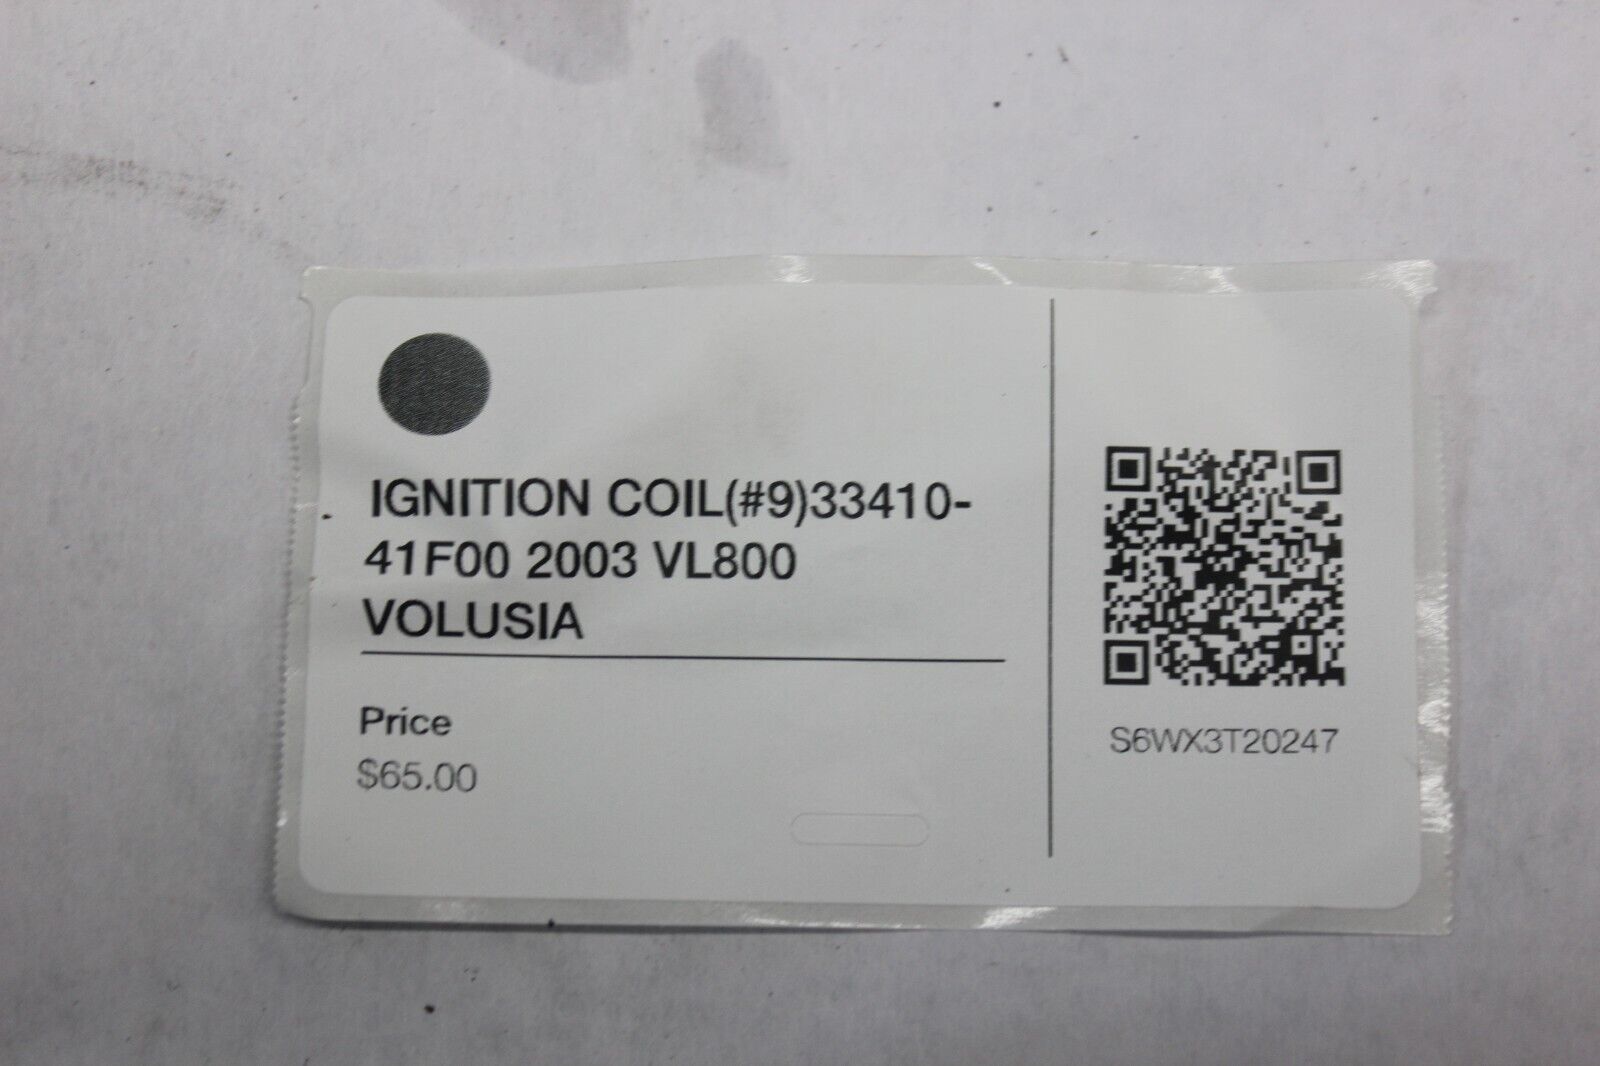 IGNITION COIL(#9)33410-
41F00 2003 VL800
VOLUSIA
Price
$65.00
S6WX3T20247